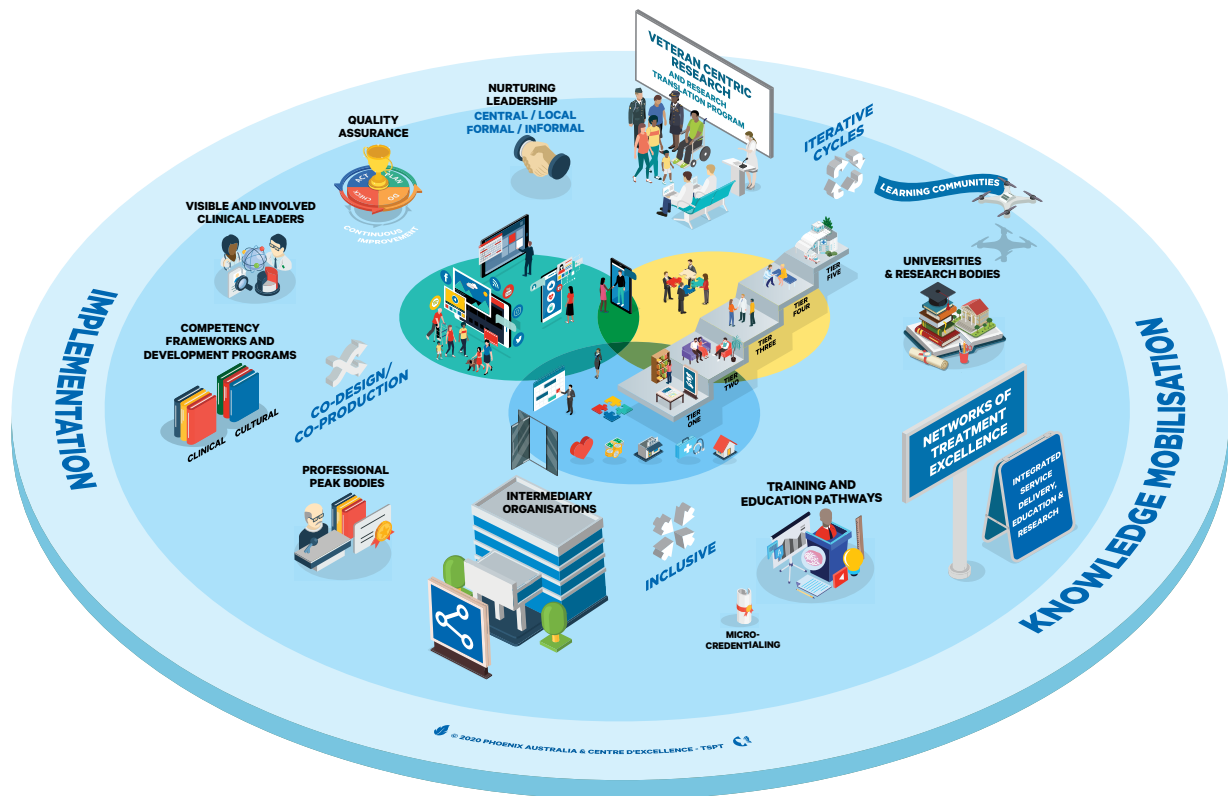 VETERAN CENTRIC
RESEARCH
AND RESEARCH
TRANSLATION PROGRAM
NURTURING
LEADERSHIP
CENTRAL / LOCAL
FORMAL / INFORMAL
QUALITY
ASSURANCE
ACT
PLAN
CHECK
DO
CONTINUOUS
IMPROVEMENT
ITERATIVE
CYCLES
LEARNING COMMUNITIES
VISIBLE AND INVOLVED
CLINICAL LEADERS
UNIVERSITIES
& RESEARCH BODIES
TIER
FIVE
TIER
FOUR
TIER
THREE
TIER
TWO
TIER
ONE
IMPLEMENTATION
COMPETENCY
FRAMEWORKS AND
DEVELOPMENT PROGRAMS
CLINICAL
CULTURAL
CO-DESIGN/
CO-PRODUCTION
KNOWLEDGE MOBILISATION
NETWORKS OF
TREATMENT
EXCELLENCE
INTEGRATED
SERVICE
DELIVERY,
EDUCATION &
RESEARCH
PROFESSIONAL
PEAK BODIES
INTERMEDIARY
ORGANISATIONS
INCLUSIVE
TRAINING AND
EDUCATION PATHWAYS
MICRO-
CREDENTIALING
© 2020 PHOENIX AUSTRALIA & CENTRE D'EXCELLENCE - TSPT